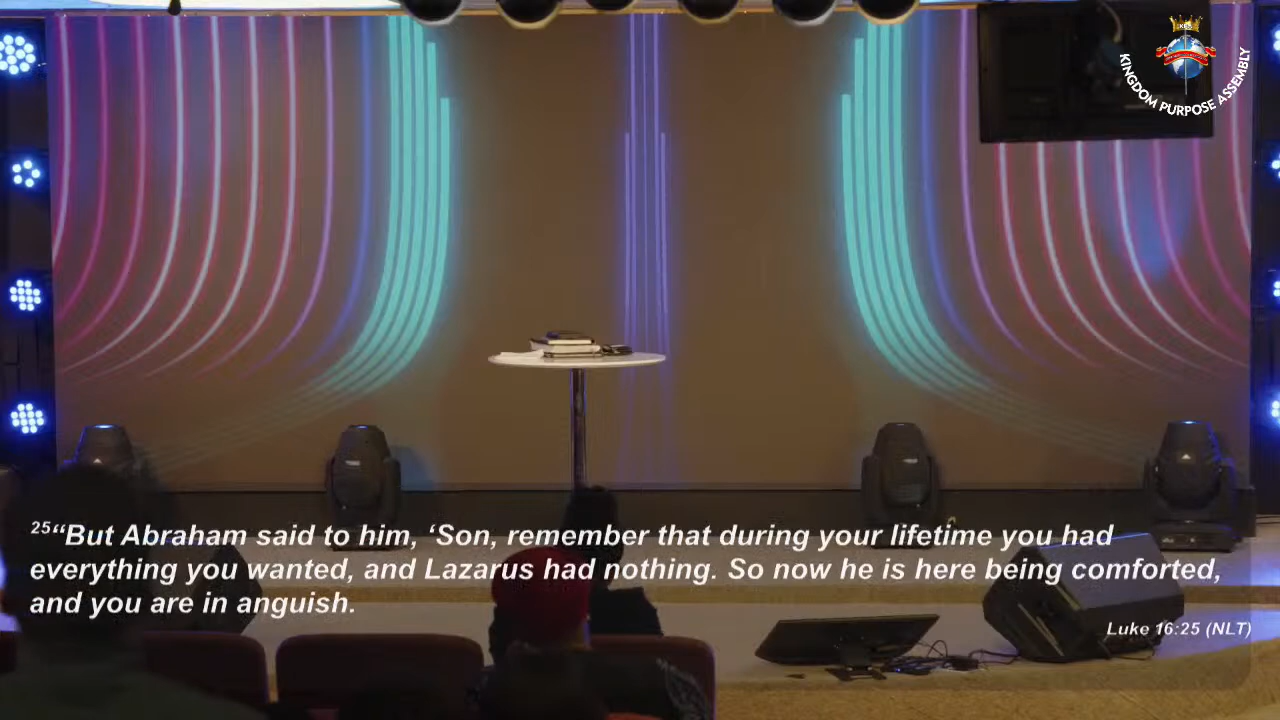 KINGDOM PURPOSE ASSEMBLY
25“But Abraham said to him, ‘Son, remember that during your lifetime you had
everything you wanted, and Lazarus had nothing. So now he is here being comforted,
and you are in anguish.
Luke 16:25 (NLT)